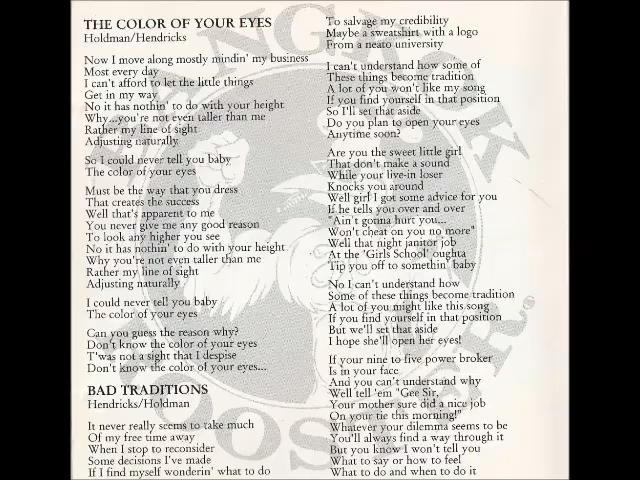 THE COLOR OF YOUR EYES
Holdman/Hendricks
Now I move along mostly mindin' my business
Most every day
I can't afford to let the little things
Get in my way
No it has nothin' to do with your height
Why...you're not even taller than me
Rather my line of sight
Adjusting naturally
So I could never tell you baby
The color of your eyes
Must be the way that you dress
That creates the success
Well that's apparent to me
You never give me any good reason
To look any higher you see
No it has nothin' to do with your height
Why you're not even taller than me
Rather my line of sight
Adjusting naturally
I could never tell you baby
The color of your eyes
Can you guess the reason why?
Don't know the color of your eyes
T'was not a sight that I despise
Don't know the color of your eyes...
BAD TRADITIONS
Hendricks/Holdman
It never really seems to take much
Of my free time away
When I stop to reconsider
Some decisions I've made
If I find myself wonderin' what to do
To salvage my credibility
Maybe a sweatshirt with a logo
From a neato university
I can't understand how some of
These things become tradition
A lot of you won't like my song
If you find yourself in that position
So I'll set that aside
Do you plan to open your eyes
Anytime soon?
Are you the sweet little girl
That don't make a sound
While your live-in loser
Knocks you around
Well girl I got some advice for you
If he tells you over and over
"Ain't gonna hurt you...
Won't cheat on you no more"
Well that night janitor job
At the 'Girls School' oughta
Tip you off to somethin' baby
No I can't understand how
Some of these things become tradition
A lot of you might like this song
If you find yourself in that position
But we'll set that aside
I hope she'll open her eyes!
If your nine to five power broker
Is in your face
And you can't understand why
Well tell 'em "Gee Sir,
Your mother sure did a nice job
On your tie this morning!"
Whatever your dilemma seems to be
You'll always find a way through it
But you know I won't tell you
What to say or how to feel
What to do and when to do it